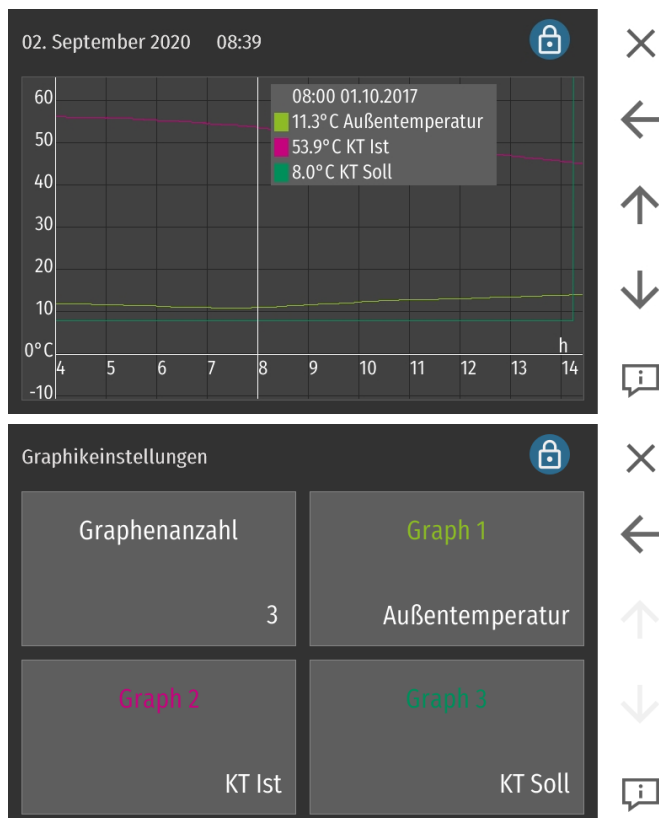 02. September 2020 08:39
08:00 01.10.2017
11.3°C Außentemperatur
53.9°C KT Ist
8.0°C KT Soll
60
50
40
30
20
10
0°C
-10
h
4 5 6 7 8 9 10 11 12 13 14
Graphikeinstellungen
Graphenanzahl
3
Graph 1
Außentemperatur
Graph 2
KT Ist
Graph 3
KT Soll